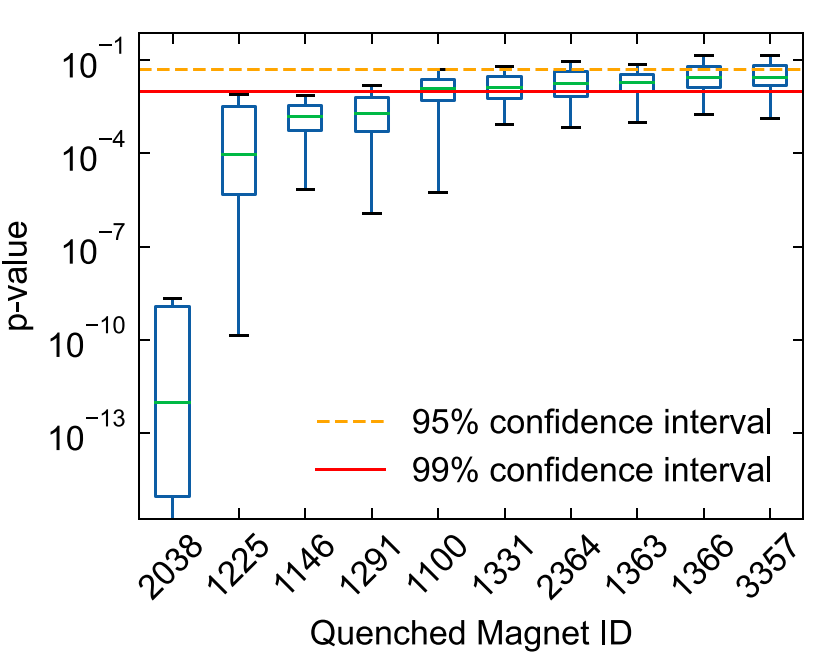 10⁻¹
10⁻⁴
10⁻⁷
10⁻¹⁰
10⁻¹³
p-value
95% confidence interval
99% confidence interval
2038 1225 1146 1291 1100 1331 2364 1363 1366 3357
Quenched Magnet ID